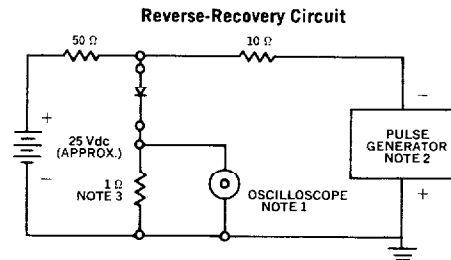 Reverse-Recovery Circuit
50 Ω
10 Ω
+
25 Vdc
(APPROX.)
−
1 Ω
NOTE 3
OSCILLOSCOPE
NOTE 1
−
PULSE
GENERATOR
NOTE 2
+